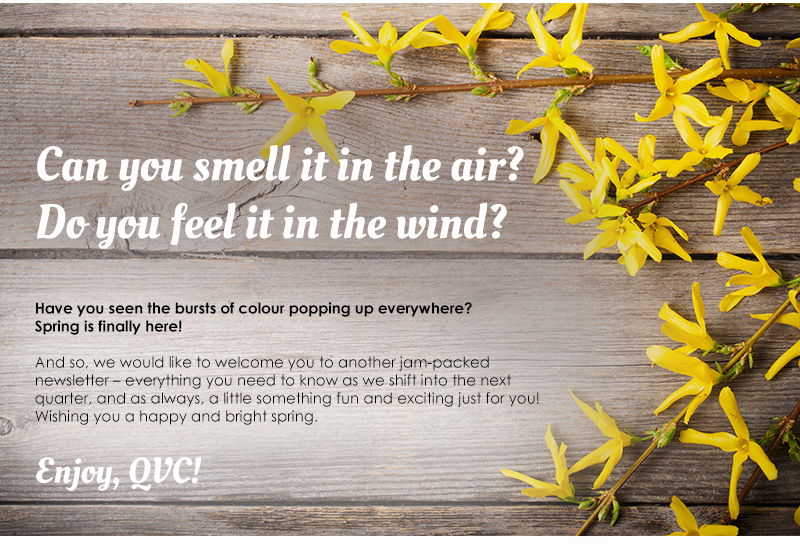 Can you smell it in the air?
Do you feel it in the wind?
Have you seen the bursts of colour popping up everywhere?
Spring is finally here!
And so, we would like to welcome you to another jam-packed
newsletter – everything you need to know as we shift into the next
quarter, and as always, a little something fun and exciting just for you!
Wishing you a happy and bright spring.
Enjoy, QVC!